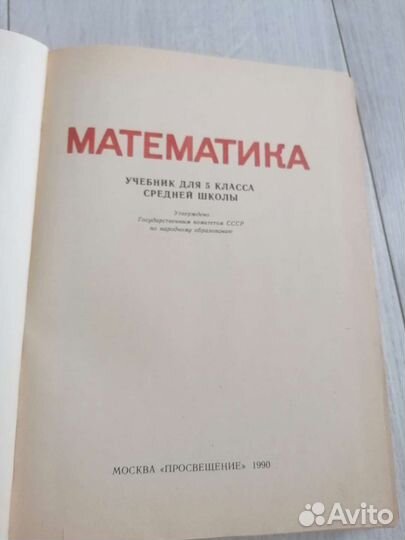 МАТЕМАТИКА
УЧЕБНИК ДЛЯ 5 КЛАССА
СРЕДНЕЙ ШКОЛЫ
Утверждено
Государственным комитетом СССР
по народному образованию
МОСКВА «ПРОСВЕЩЕНИЕ» 1990
Avito